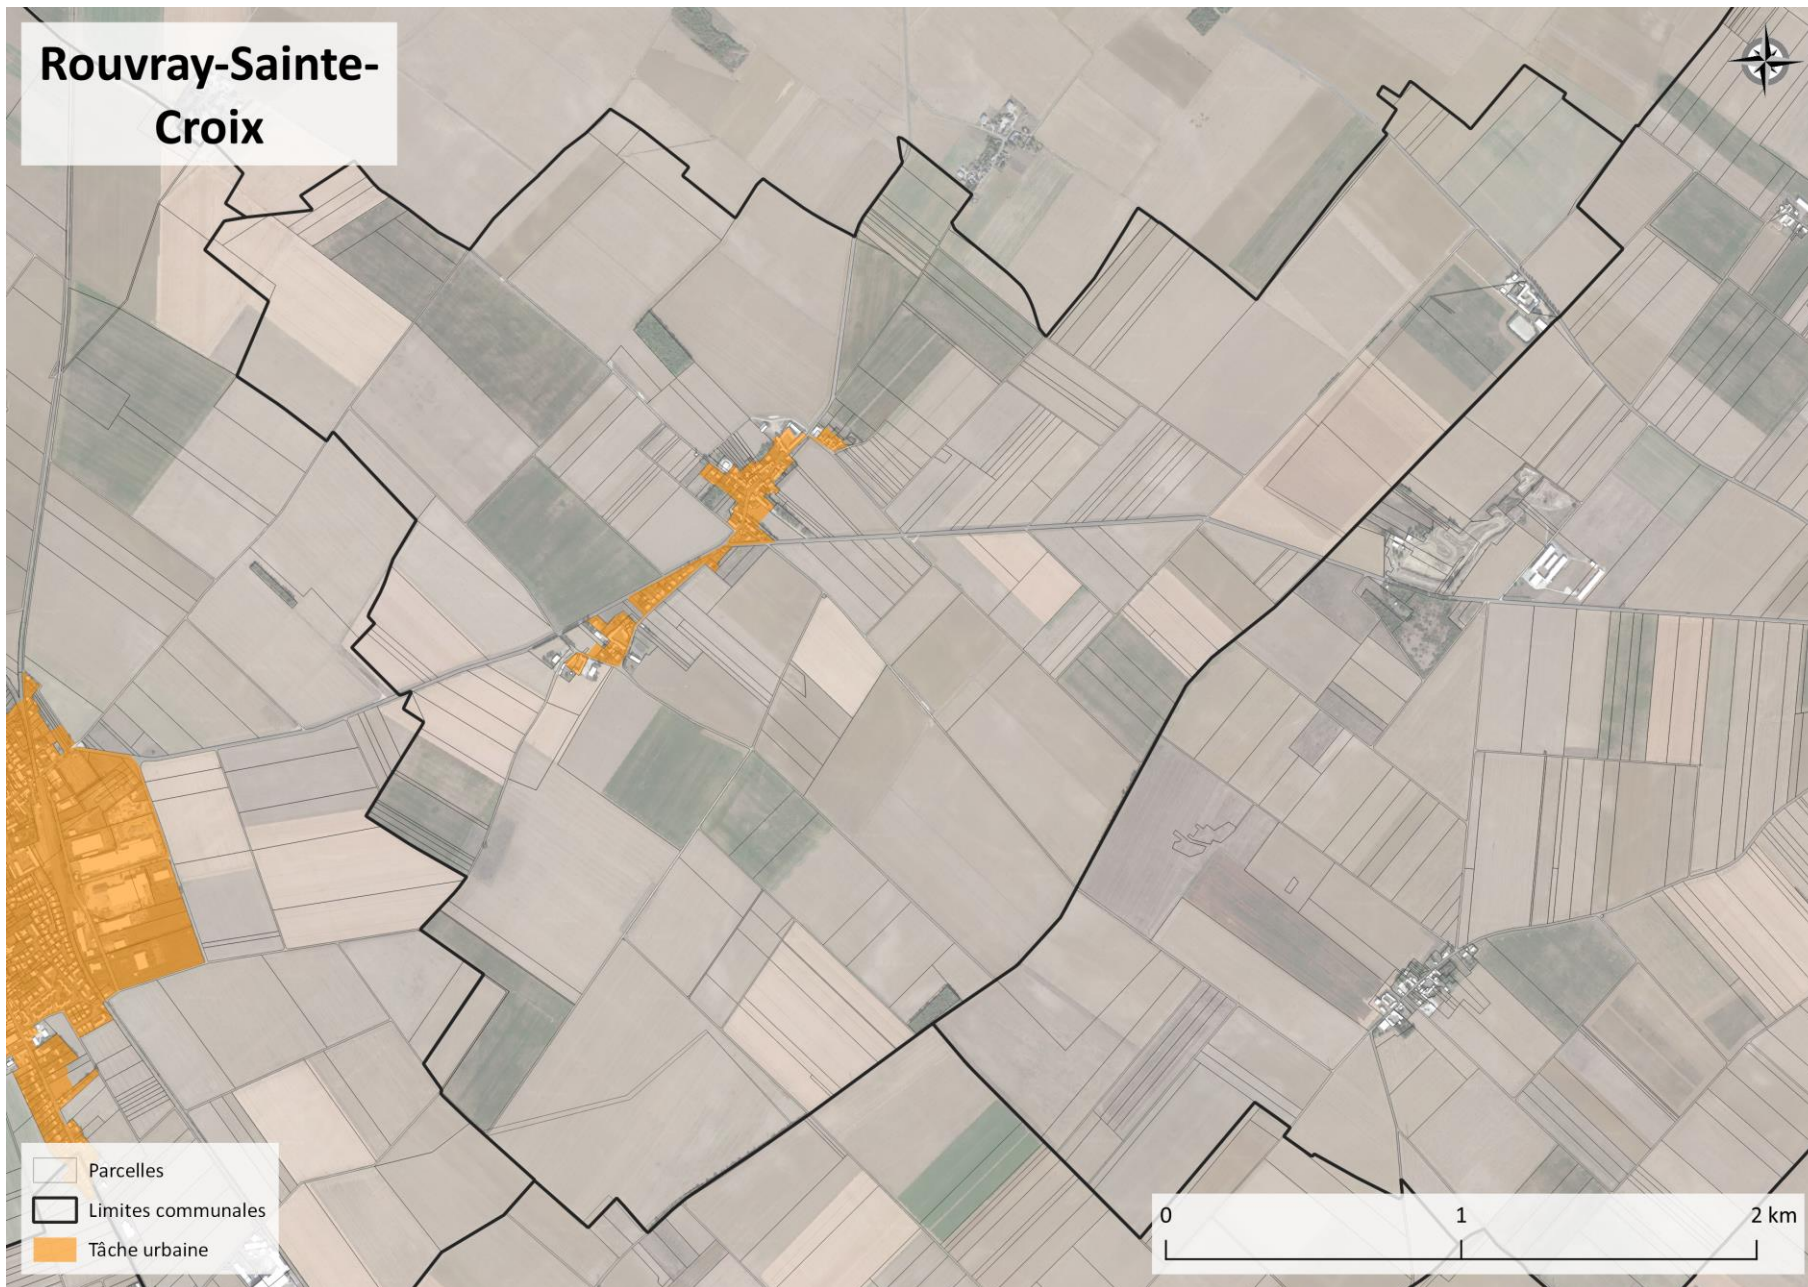 Rouvray-Sainte-
Croix
Parcelles
Limites communales
Tâche urbaine
0 1 2 km